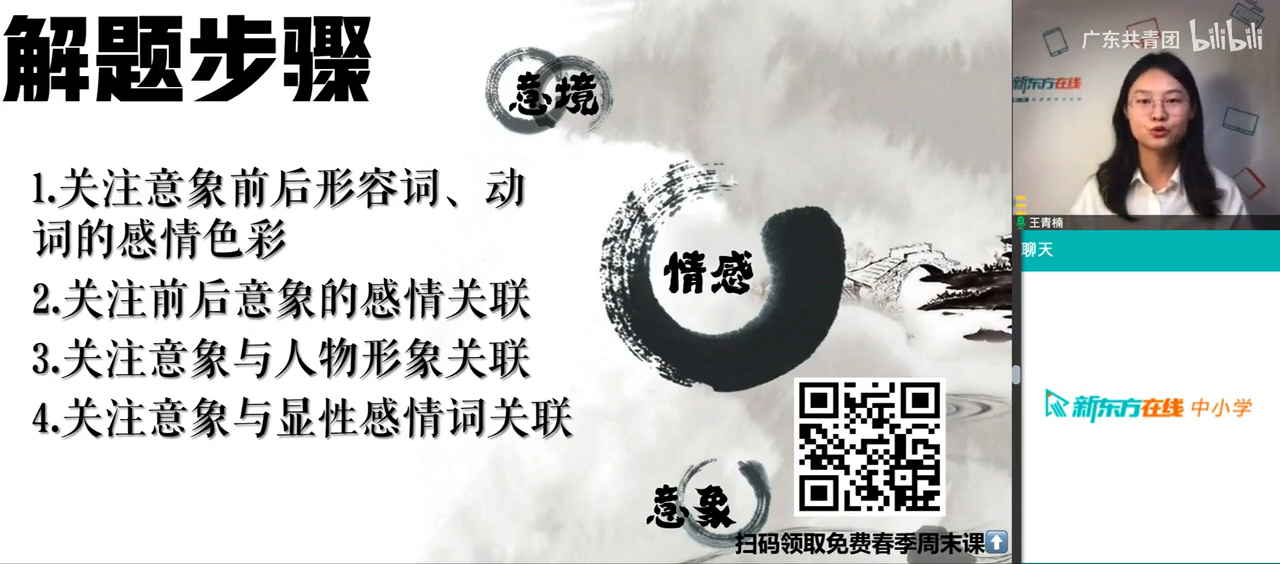 解题步骤
1.关注意象前后形容词、动
词的感情色彩
2.关注前后意象的感情关联
3.关注意象与人物形象关联
4.关注意象与显性感情词关联
意境
情感
意象
扫码领取免费春季周末课
广东共青团 bilibili
新东方在线
王青楠
聊天
新东方在线 中小学